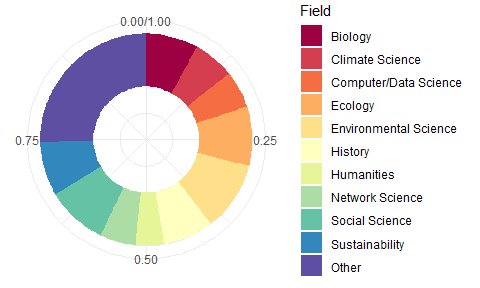 0.00/1.00
0.25
0.50
0.75
Field
Biology
Climate Science
Computer/Data Science
Ecology
Environmental Science
History
Humanities
Network Science
Social Science
Sustainability
Other